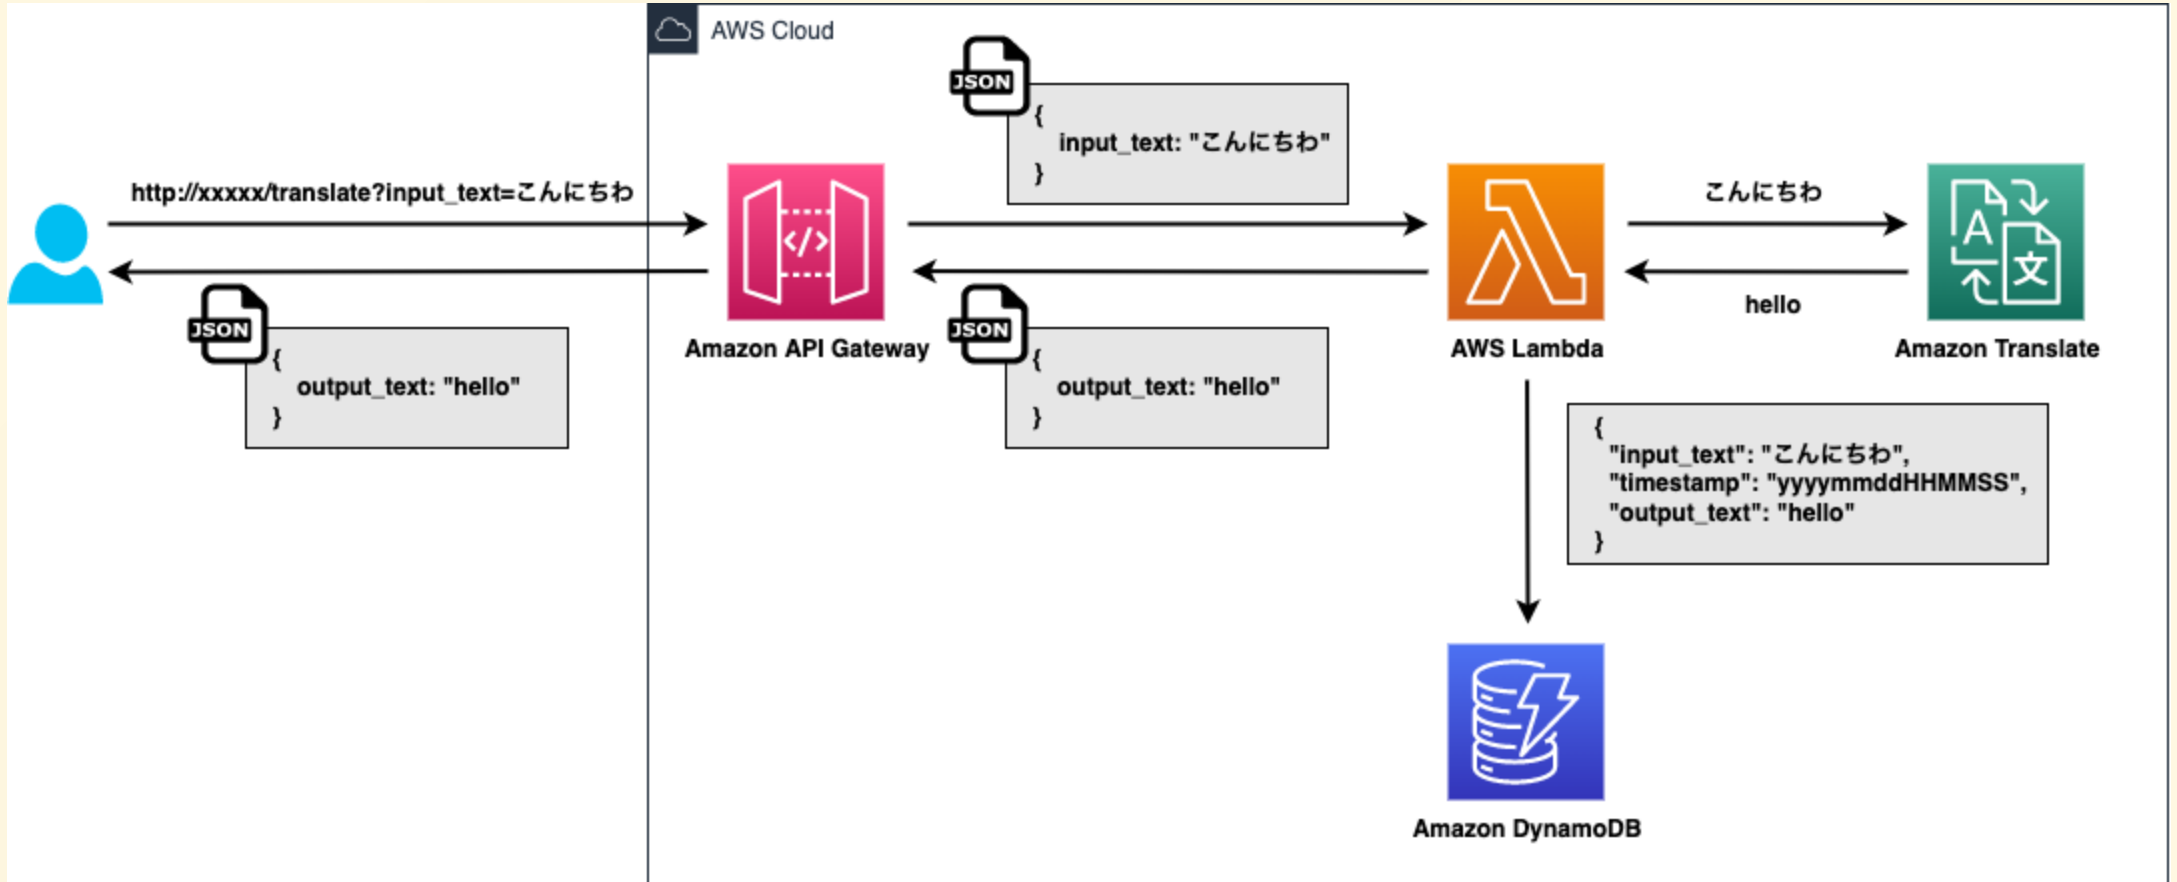 AWS Cloud
JSON
{
input_text: "こんにちわ"
}
http://xxxxx/translate?input_text=こんにちわ
こんにちわ
hello
Amazon API Gateway
AWS Lambda
Amazon Translate
JSON
{
output_text: "hello"
}
JSON
{
output_text: "hello"
}
{
"input_text": "こんにちわ",
"timestamp": "yyyymmddHHMMSS",
"output_text": "hello"
}
Amazon DynamoDB